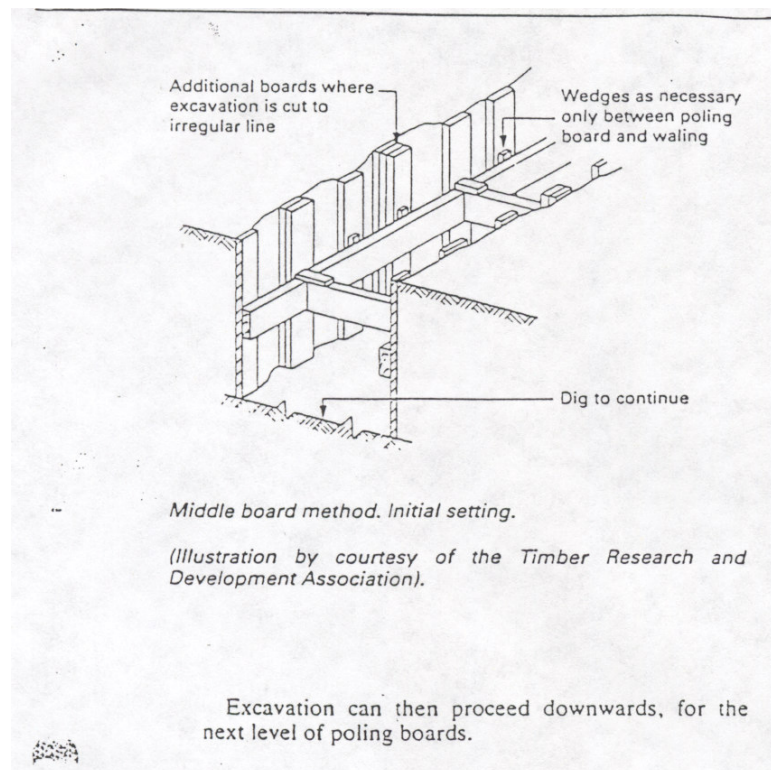 Additional boards where
excavation is cut to
irregular line
Wedges as necessary
only between poling
board and waling
Dig to continue
Middle board method. Initial setting.
(Illustration by courtesy of the Timber Research and
Development Association).
Excavation can then proceed downwards, for the
next level of poling boards.